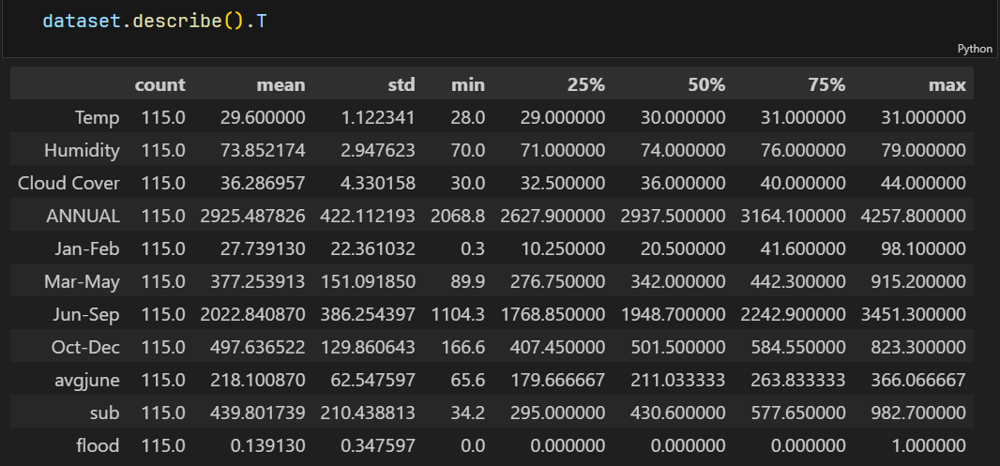 dataset.describe().T
Python
count mean std min 25% 50% 75% max
Temp 115.0 29.600000 1.122341 28.0 29.000000 30.000000 31.000000 31.000000
Humidity 115.0 73.852174 2.947623 70.0 71.000000 74.000000 76.000000 79.000000
Cloud Cover 115.0 36.286957 4.330158 30.0 32.500000 36.000000 40.000000 44.000000
ANNUAL 115.0 2925.487826 422.112193 2068.8 2627.900000 2937.500000 3164.100000 4257.800000
Jan-Feb 115.0 27.739130 22.361032 0.3 10.250000 20.500000 41.600000 98.100000
Mar-May 115.0 377.253913 151.091850 89.9 276.750000 342.000000 442.300000 915.200000
Jun-Sep 115.0 2022.840870 386.254397 1104.3 1768.850000 1948.700000 2242.900000 3451.300000
Oct-Dec 115.0 497.636522 129.860643 166.6 407.450000 501.500000 584.550000 823.300000
avgjune 115.0 218.100870 62.547597 65.6 179.666667 211.033333 263.833333 366.066667
sub 115.0 439.801739 210.438813 34.2 295.000000 430.600000 577.650000 982.700000
flood 115.0 0.139130 0.347597 0.0 0.000000 0.000000 0.000000 1.000000